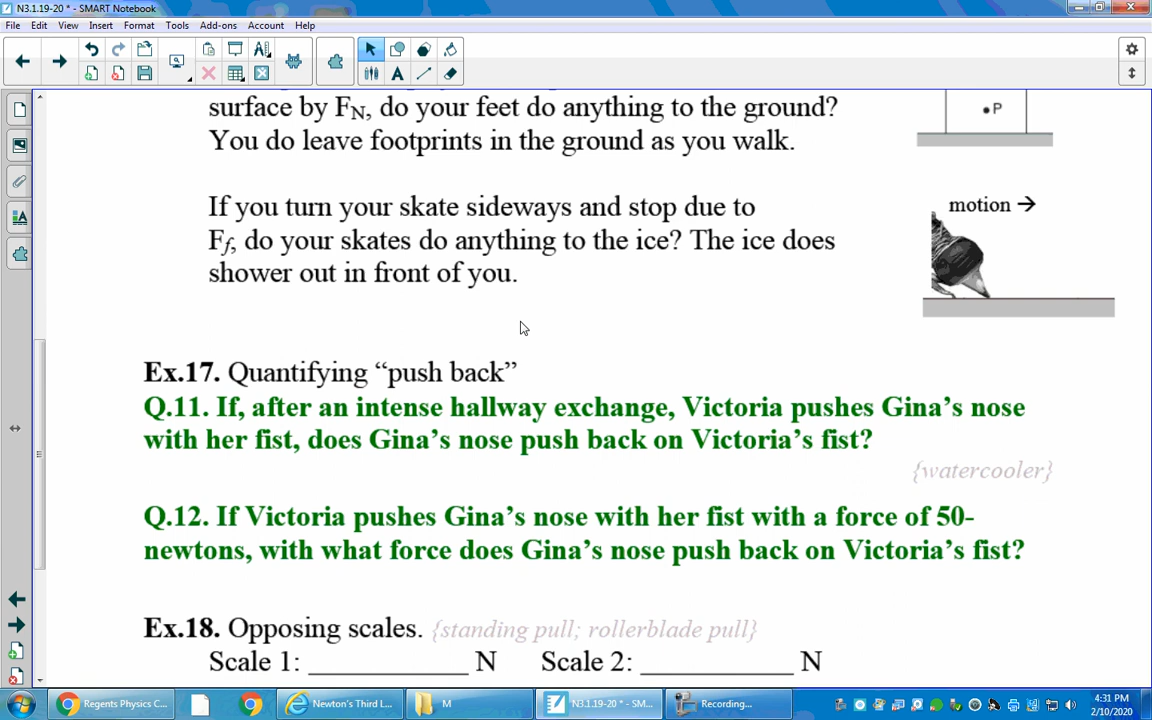 N3.1.19-20 * - SMART Notebook
File Edit View Insert Format Tools Add-ons Account Help
surface by FN, do your feet do anything to the ground?
You do leave footprints in the ground as you walk.
•P
If you turn your skate sideways and stop due to
Ff, do your skates do anything to the ice? The ice does
shower out in front of you.
motion →
Ex.17. Quantifying “push back”
Q.11. If, after an intense hallway exchange, Victoria pushes Gina’s nose
with her fist, does Gina’s nose push back on Victoria’s fist?
{watercooler}
Q.12. If Victoria pushes Gina’s nose with her fist with a force of 50-
newtons, with what force does Gina’s nose push back on Victoria’s fist?
Ex.18. Opposing scales. {standing pull; rollerblade pull}
Scale 1: ___________ N Scale 2: ___________ N
Regents Physics C... Newton's Third L... M N3.1.19-20 * - SM... Recording...
4:31 PM
2/10/2020